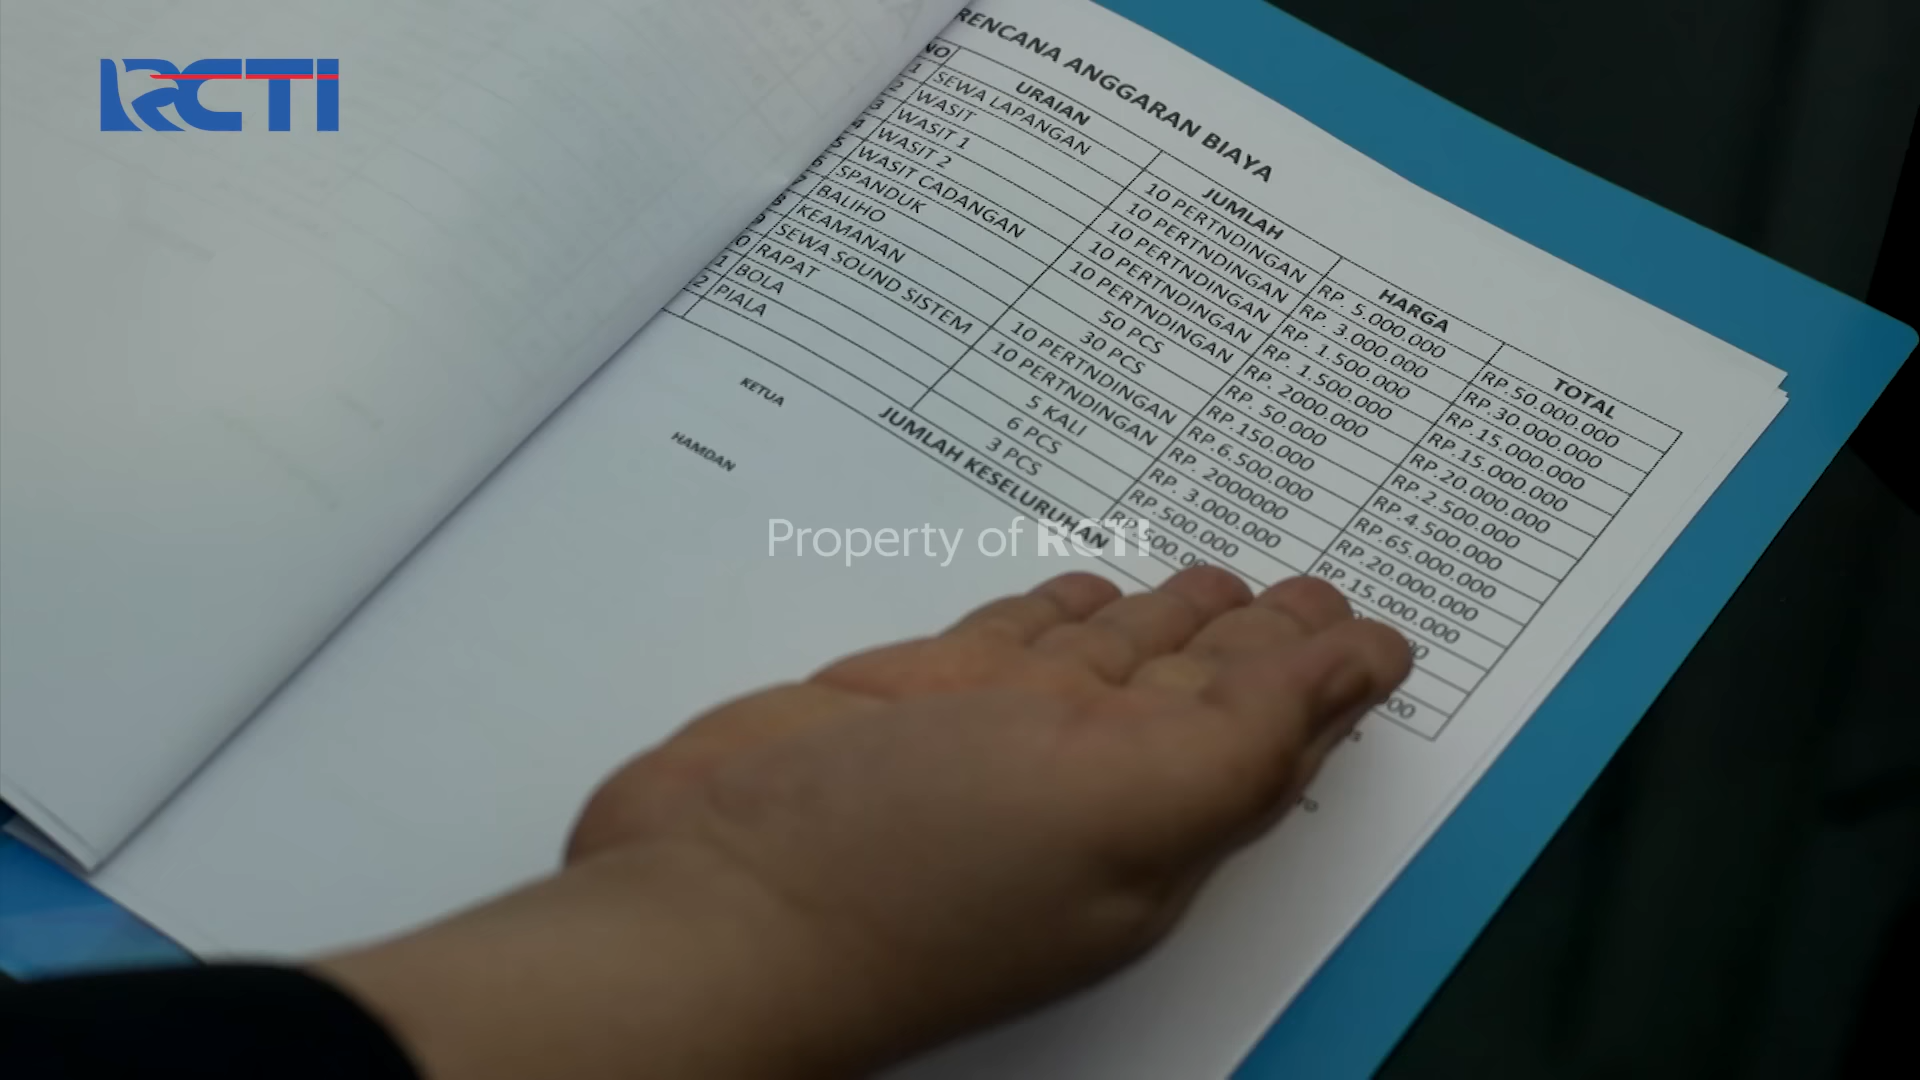 RCTI
RENCANA ANGGARAN BIAYA
NO URAIAN JUMLAH HARGA TOTAL
1 SEWA LAPANGAN 10 PERTNDINGAN RP. 5.000.000 RP.50.000.000
2 WASIT 10 PERTNDINGAN RP. 3.000.000 RP.30.000.000
3 WASIT 1 10 PERTNDINGAN RP. 1.500.000 RP.15.000.000
4 WASIT 2 10 PERTNDINGAN RP. 1.500.000 RP.15.000.000
5 WASIT CADANGAN 10 PERTNDINGAN RP. 2000.000 RP.20.000.000
6 SPANDUK 50 PCS RP. 50.000 RP.2.500.000
7 BALIHO 30 PCS RP.150.000 RP.4.500.000
8 KEAMANAN 10 PERTNDINGAN RP.6.500.000 RP.65.000.000
9 SEWA SOUND SISTEM 10 PERTNDINGAN RP. 200000 RP.20.000.000
0 RAPAT 5 KALI RP. 3.000.000 RP.15.000.000
1 BOLA 6 PCS RP.500.000
2 PIALA 3 PCS RP.500.00
JUMLAH KESELURUHAN
KETUA
HAMDAN
Property of RCTI